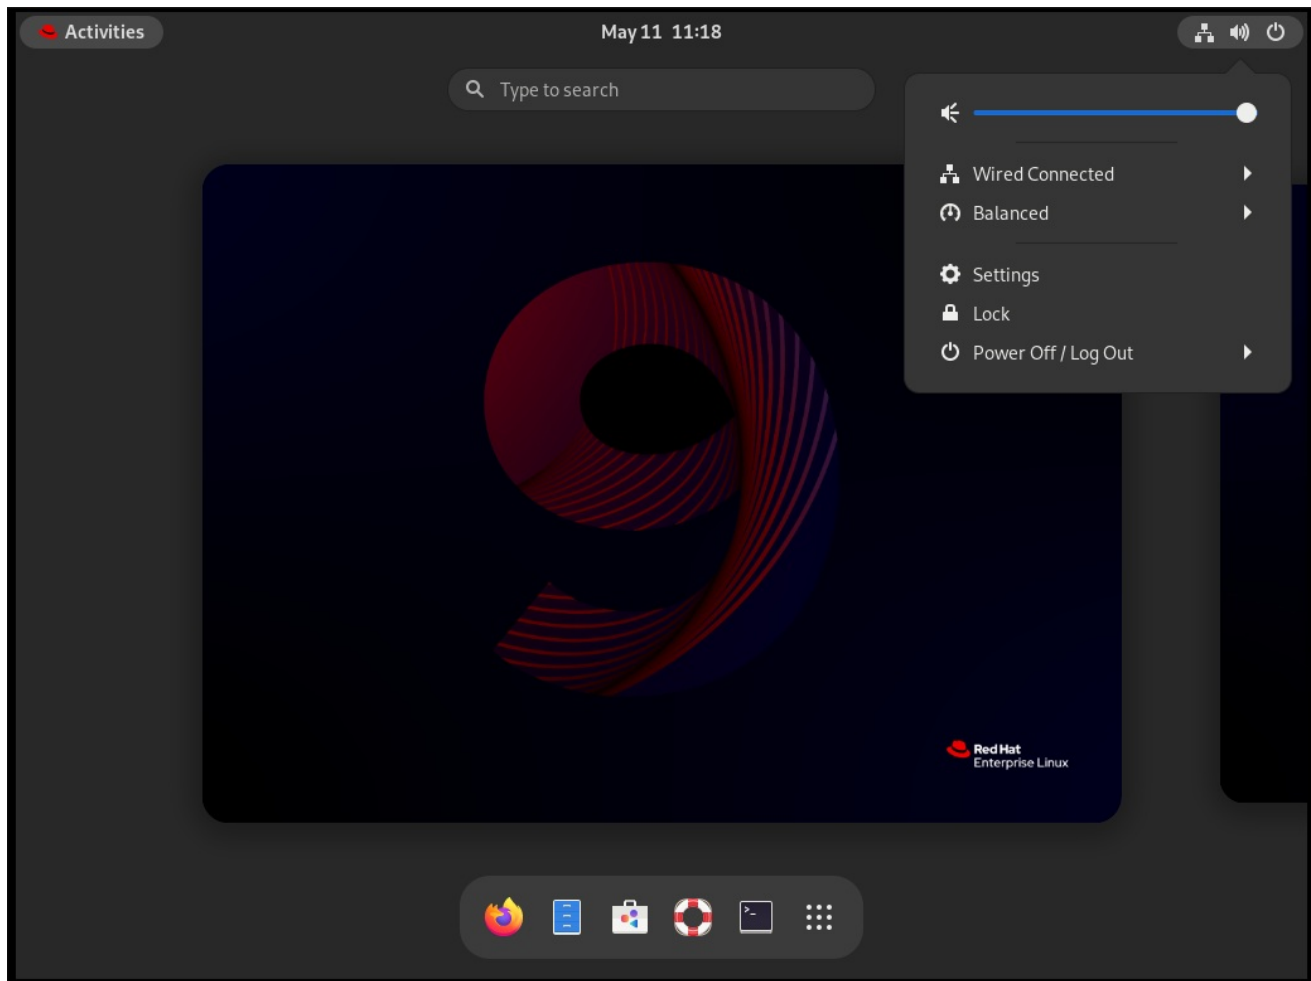 Activities
May 11 11:18
Type to search
Wired Connected
Balanced
Settings
Lock
Power Off / Log Out
9
Red Hat
Enterprise Linux
>_